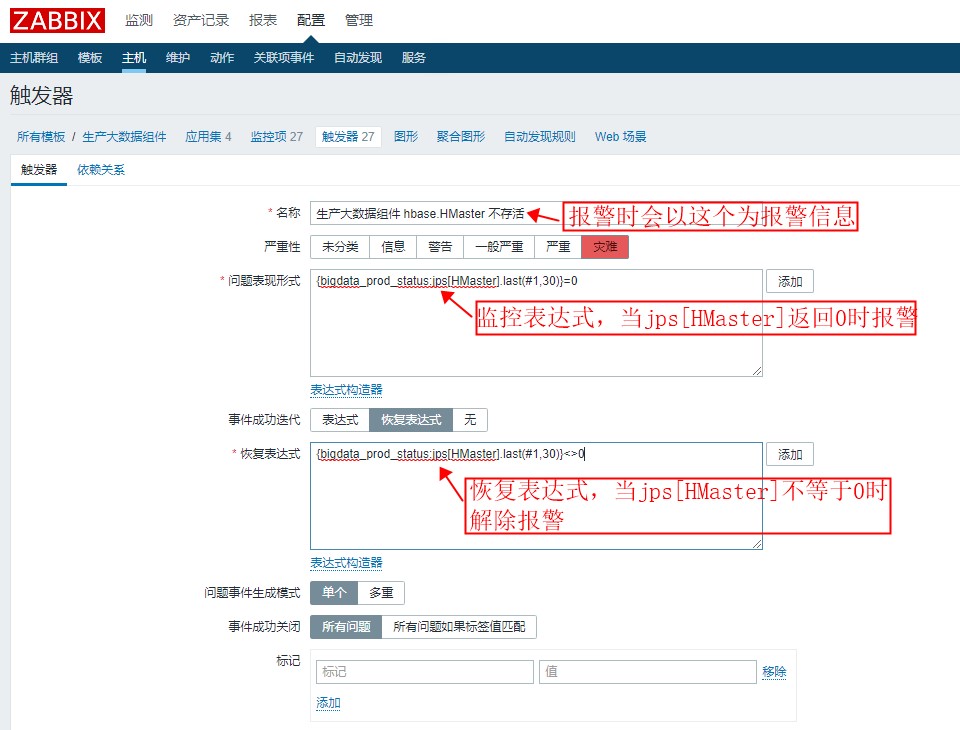 ZABBIX 监测 资产记录 报表 配置 管理
主机群组 模板 主机 维护 动作 关联项事件 自动发现 服务
触发器
所有模板 / 生产大数据组件 应用集 4 监控项 27 触发器 27 图形 聚合图形 自动发现规则 Web 场景
触发器 依赖关系
* 名称 生产大数据组件 hbase.HMaster 不存活 报警时会以这个为报警信息
严重性 未分类 信息 警告 一般严重 严重 灾难
* 问题表现形式 {bigdata_prod_status:jps[HMaster].last(#1,30)}=0 添加
监控表达式，当jps[HMaster]返回0时报警
表达式构造器
事件成功迭代 表达式 恢复表达式 无
* 恢复表达式 {bigdata_prod_status:jps[HMaster].last(#1,30)}<>0 添加
恢复表达式，当jps[HMaster]不等于0时
解除报警
表达式构造器
问题事件生成模式 单个 多重
事件成功关闭 所有问题 所有问题如果标签值匹配
标记 标记 值 移除
添加